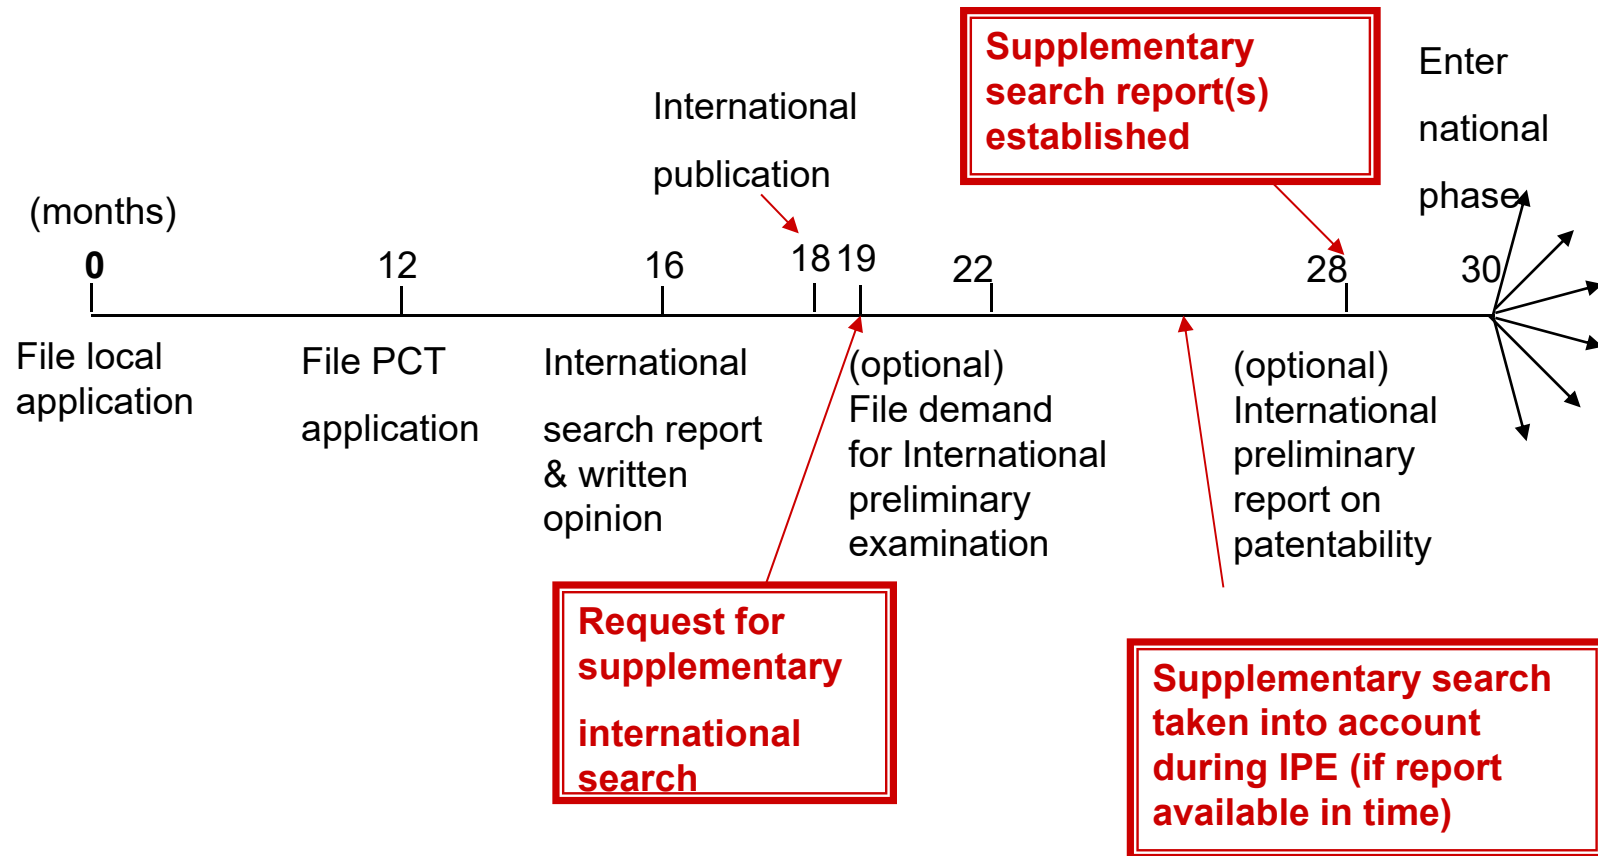 Supplementary
search report(s)
established
Enter
national
phase
International
publication
(months)
0
12
16
18
19
22
28
30
File local
application
File PCT
application
International
search report
& written
opinion
(optional)
File demand
for International
preliminary
examination
(optional)
International
preliminary
report on
patentability
Request for
supplementary
international
search
Supplementary search
taken into account
during IPE (if report
available in time)